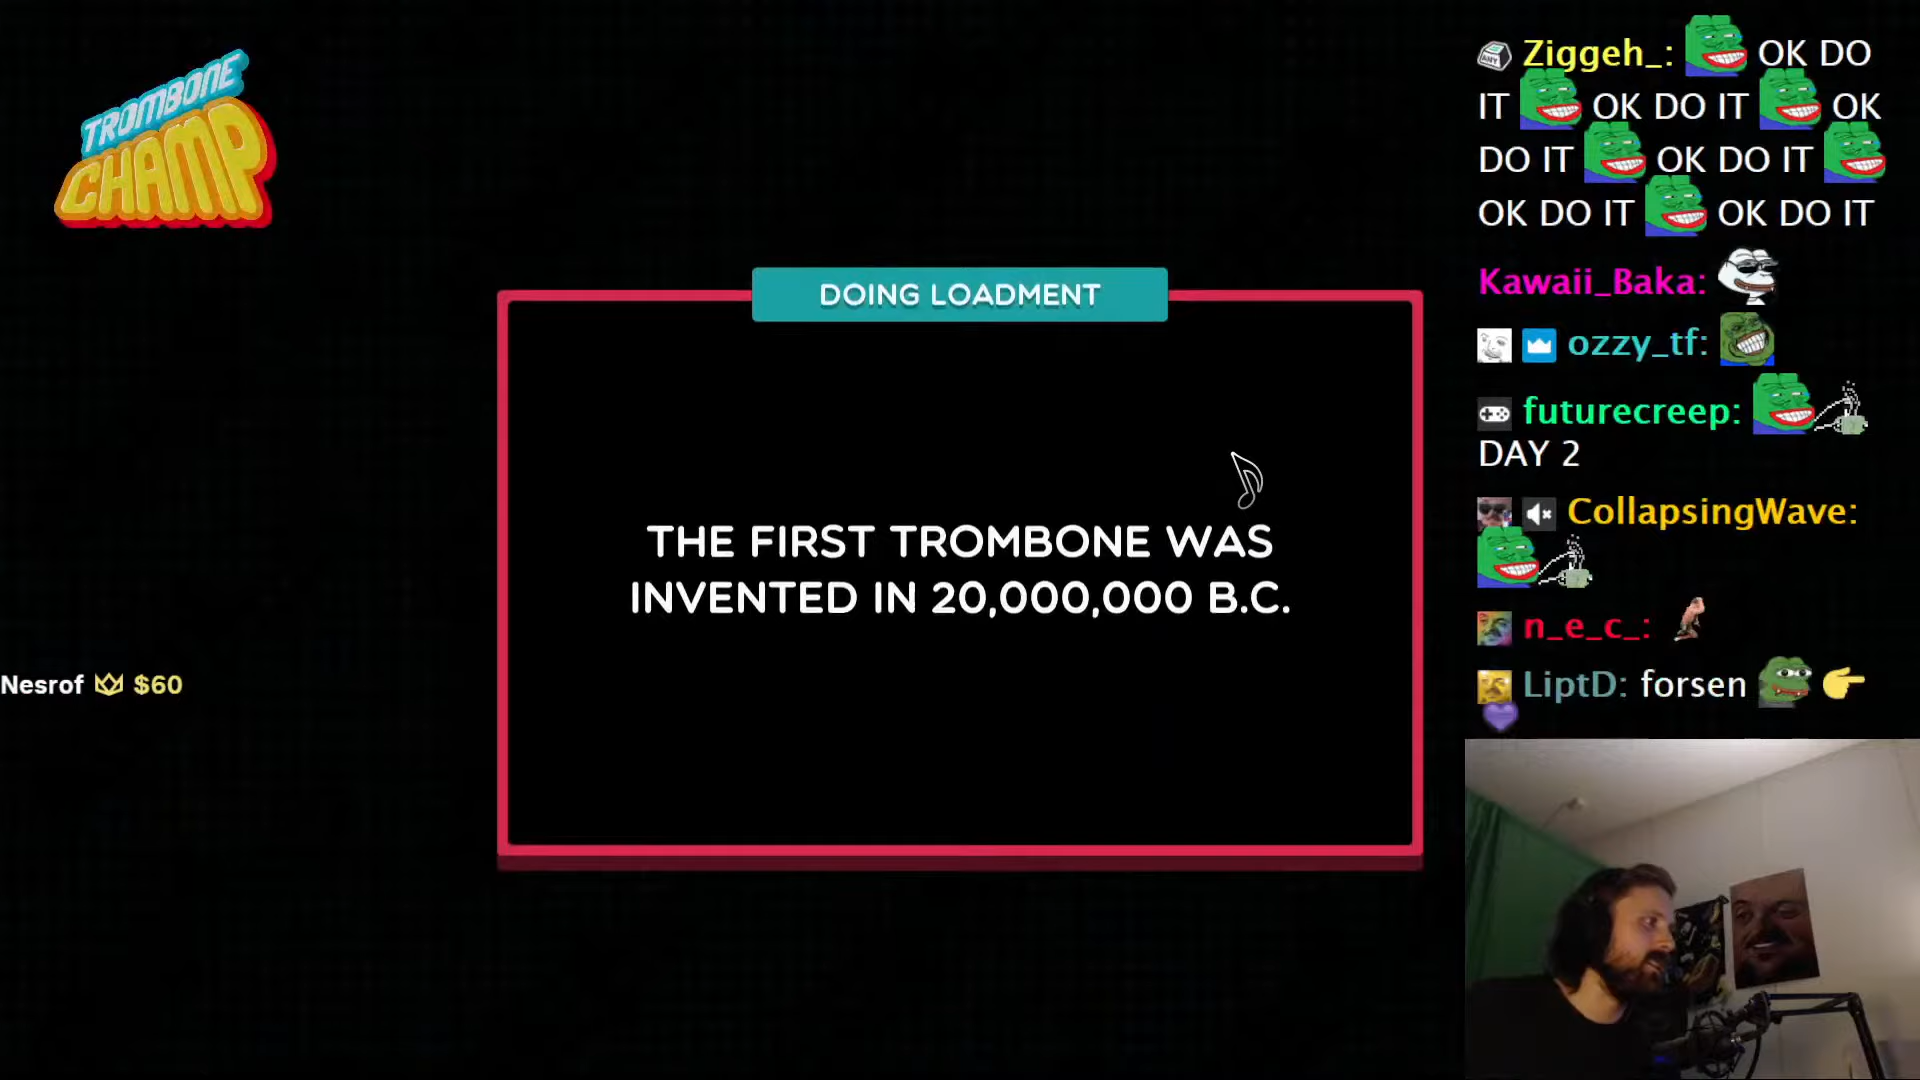 TROMBONE
CHAMP
DOING LOADMENT
THE FIRST TROMBONE WAS
INVENTED IN 20,000,000 B.C.
Nesrof $60
ANY Ziggeh_: OK DO
IT OK DO IT OK
DO IT OK DO IT
OK DO IT OK DO IT
Kawaii_Baka:
ozzy_tf:
futurecreep:
DAY 2
CollapsingWave:
n_e_c_:
LiptD: forsen